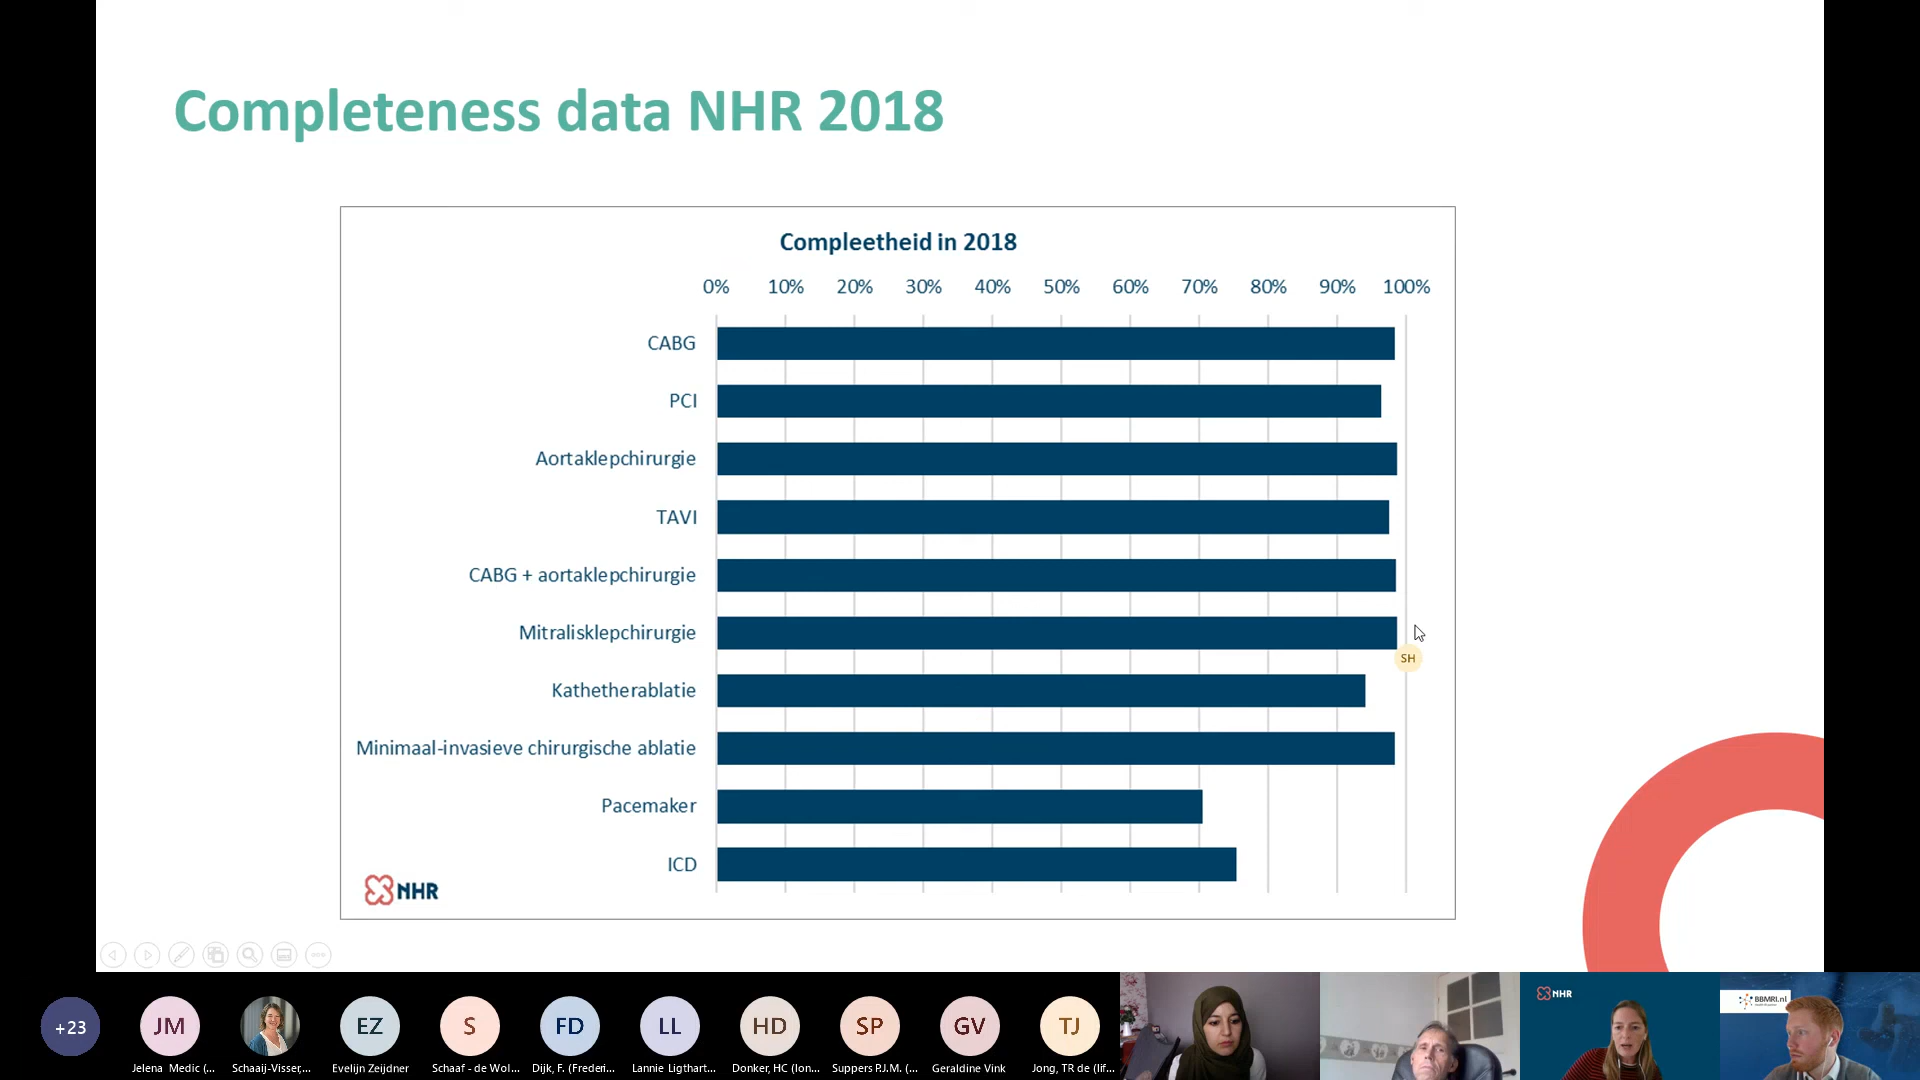 Completeness data NHR 2018
Compleetheid in 2018
0% 10% 20% 30% 40% 50% 60% 70% 80% 90% 100%
CABG
PCI
Aortaklepchirurgie
TAVI
CABG + aortaklepchirurgie
Mitralisklepchirurgie
SH
Kathetherablatie
Minimaal-invasieve chirurgische ablatie
Pacemaker
ICD
NHR
+23
JM
EZ
S
FD
LL
HD
SP
GV
TJ
NHR
BBMRI.nl
Jelena Medic (...
Schaaij-Visser,...
Evelijn Zeijdner
Schaaf - de Wol...
Dijk, F. (Frederi...
Lannie Ligthart...
Donker, HC (lon...
Suppers P.J.M. (...
Geraldine Vink
Jong, TR de (lif...